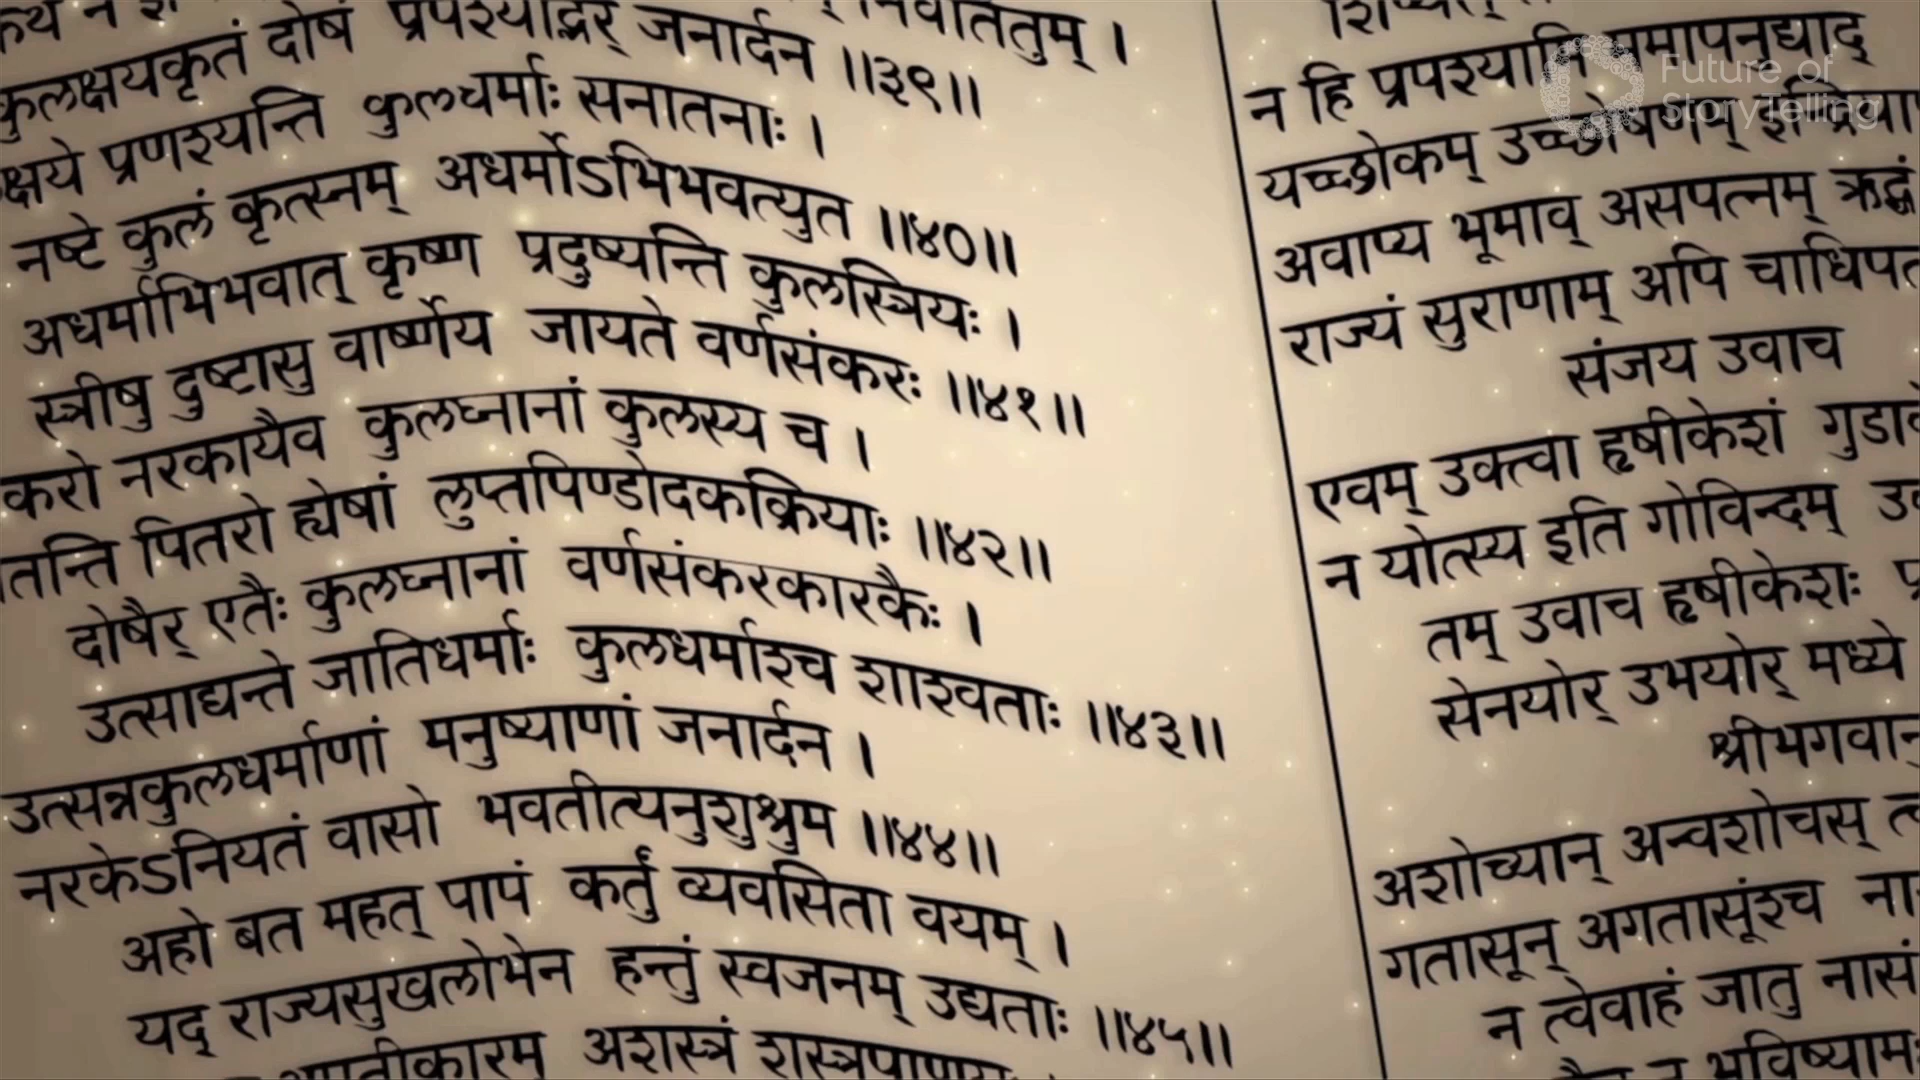 कुलक्षयकृतं दोषं प्रपश्यद्भिर् जनार्दन ॥३९॥
क्षये प्रणश्यन्ति कुलधर्माः सनातनाः ।
नष्टे कुलं कृत्स्नम् अधर्मोऽभिभवत्युत ॥४०॥
अधर्माभिभवात् कृष्ण प्रदुष्यन्ति कुलस्त्रियः ।
स्त्रीषु दुष्टासु वार्ष्णेय जायते वर्णसंकरः ॥४१॥
करो नरकायैव कुलघ्नानां कुलस्य च ।
तन्ति पितरो ह्येषां लुप्तपिण्डोदकक्रियाः ॥४२॥
दोषैर् एतैः कुलघ्नानां वर्णसंकरकारकैः ।
उत्साद्यन्ते जातिधर्माः कुलधर्माश्च शाश्वताः ॥४३॥
उत्सन्नकुलधर्माणां मनुष्याणां जनार्दन ।
नरकेऽनियतं वासो भवतीत्यनुशुश्रुम ॥४४॥
अहो बत महत् पापं कर्तुं व्यवसिता वयम् ।
यद् राज्यसुखलोभेन हन्तुं स्वजनम् उद्यताः ॥४५॥
अशस्त्रं
न हि प्रपश्यामि ममापनुद्याद्
यच्छोकम् उच्छोषणम्
अवाप्य भूमाव् असपत्नम् ऋद्धं
राज्यं सुराणाम् अपि चाधिपत
संजय उवाच
एवम् उक्त्वा हृषीकेशं गुडाके
न योत्स्य इति गोविन्दम्
तम् उवाच हृषीकेशः
सेनयोर् उभयोर् मध्ये
श्रीभगवान्
अशोच्यान् अन्वशोचस् त्व
गतासून् अगतासूंश्च ना
न त्वेवाहं जातु नासं
Future of
StoryTelling